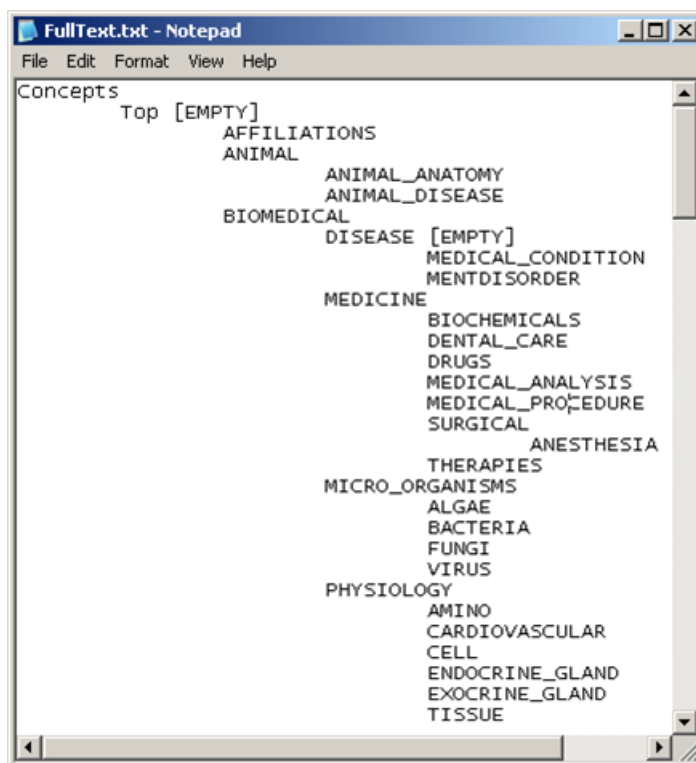 FullText.txt - Notepad
File Edit Format View Help
Concepts
Top [EMPTY]
AFFILIATIONS
ANIMAL
ANIMAL_ANATOMY
ANIMAL_DISEASE
BIOMEDICAL
DISEASE [EMPTY]
MEDICAL_CONDITION
MENTDISORDER
MEDICINE
BIOCHEMICALS
DENTAL_CARE
DRUGS
MEDICAL_ANALYSIS
MEDICAL_PROCEDURE
SURGICAL
ANESTHESIA
THERAPIES
MICRO_ORGANISMS
ALGAE
BACTERIA
FUNGI
VIRUS
PHYSIOLOGY
AMINO
CARDIOVASCULAR
CELL
ENDOCRINE_GLAND
EXOCRINE_GLAND
TISSUE